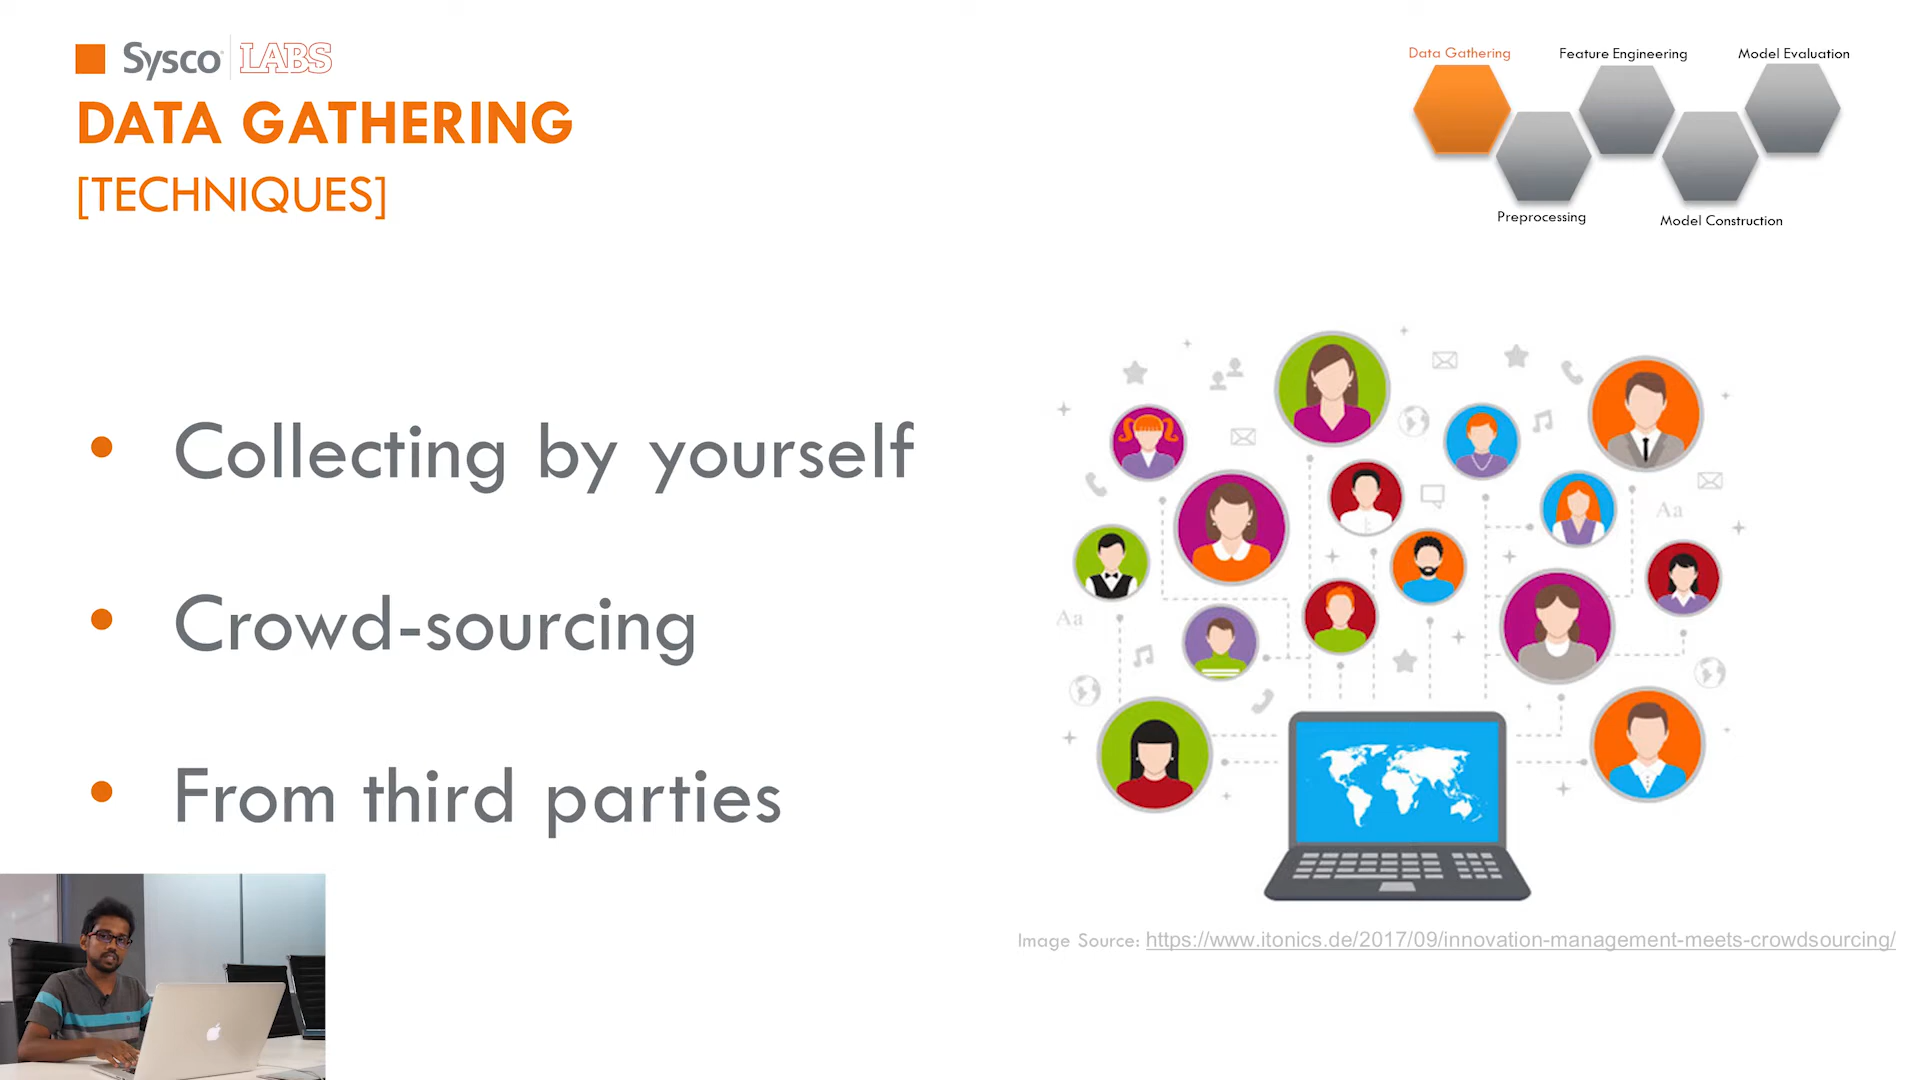 Sysco LABS
DATA GATHERING
[TECHNIQUES]
Data Gathering
Feature Engineering
Model Evaluation
Preprocessing
Model Construction
• Collecting by yourself
• Crowd-sourcing
• From third parties
Aa
Aa
Image Source: https://www.itonics.de/2017/09/innovation-management-meets-crowdsourcing/